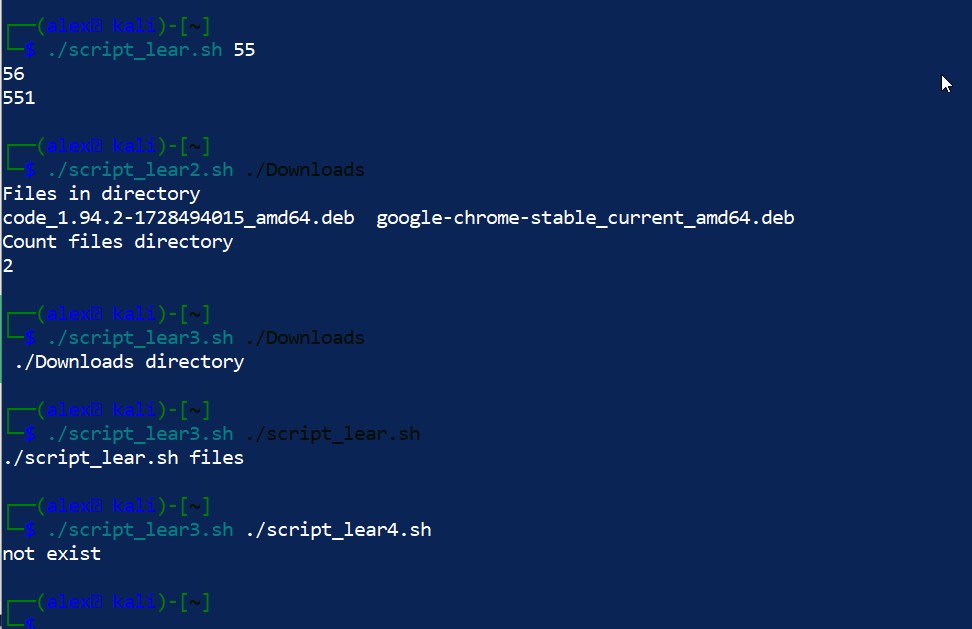 ┌──(alex㉿ kali)-[~]
└─$ ./script_lear.sh 55
56
551
┌──(alex㉿ kali)-[~]
└─$ ./script_lear2.sh ./Downloads
Files in directory
code_1.94.2-1728494015_amd64.deb  google-chrome-stable_current_amd64.deb
Count files directory
2
┌──(alex㉿ kali)-[~]
└─$ ./script_lear3.sh ./Downloads
 ./Downloads directory
┌──(alex㉿ kali)-[~]
└─$ ./script_lear3.sh ./script_lear.sh
./script_lear.sh files
┌──(alex㉿ kali)-[~]
└─$ ./script_lear3.sh ./script_lear4.sh
not exist
┌──(alex㉿ kali)-[~]
└─$